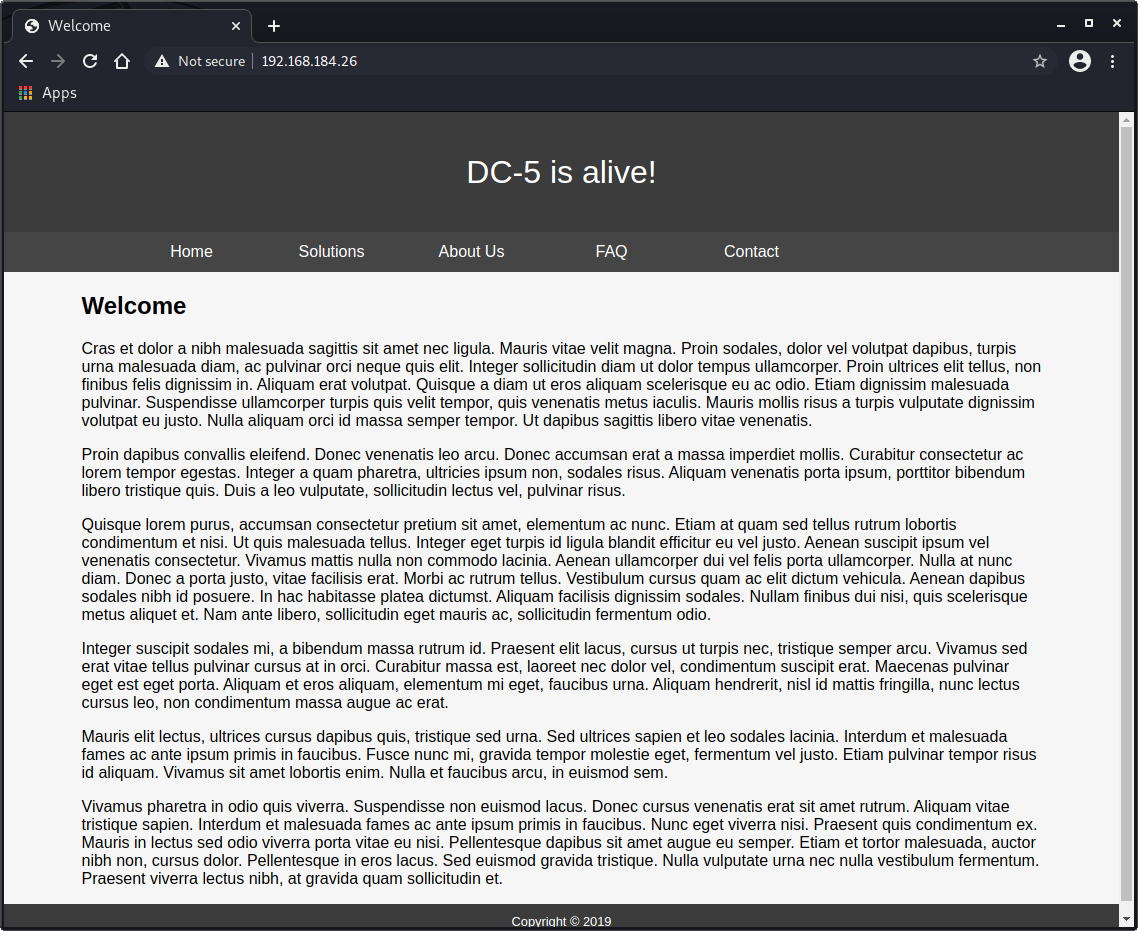 Welcome
Not secure
192.168.184.26
Apps
DC-5 is alive!
Home Solutions About Us FAQ Contact
Welcome
Cras et dolor a nibh malesuada sagittis sit amet nec ligula. Mauris vitae velit magna. Proin sodales, dolor vel volutpat dapibus, turpis
urna malesuada diam, ac pulvinar orci neque quis elit. Integer sollicitudin diam ut dolor tempus ullamcorper. Proin ultrices elit tellus, non
finibus felis dignissim in. Aliquam erat volutpat. Quisque a diam ut eros aliquam scelerisque eu ac odio. Etiam dignissim malesuada
pulvinar. Suspendisse ullamcorper turpis quis velit tempor, quis venenatis metus iaculis. Mauris mollis risus a turpis vulputate dignissim
volutpat eu justo. Nulla aliquam orci id massa semper tempor. Ut dapibus sagittis libero vitae venenatis.
Proin dapibus convallis eleifend. Donec venenatis leo arcu. Donec accumsan erat a massa imperdiet mollis. Curabitur consectetur ac
lorem tempor egestas. Integer a quam pharetra, ultricies ipsum non, sodales risus. Aliquam venenatis porta ipsum, porttitor bibendum
libero tristique quis. Duis a leo vulputate, sollicitudin lectus vel, pulvinar risus.
Quisque lorem purus, accumsan consectetur pretium sit amet, elementum ac nunc. Etiam at quam sed tellus rutrum lobortis
condimentum et nisi. Ut quis malesuada tellus. Integer eget turpis id ligula blandit efficitur eu vel justo. Aenean suscipit ipsum vel
venenatis consectetur. Vivamus mattis nulla non commodo lacinia. Aenean ullamcorper dui vel felis porta ullamcorper. Nulla at nunc
diam. Donec a porta justo, vitae facilisis erat. Morbi ac rutrum tellus. Vestibulum cursus quam ac elit dictum vehicula. Aenean dapibus
sodales nibh id posuere. In hac habitasse platea dictumst. Aliquam facilisis dignissim sodales. Nullam finibus dui nisi, quis scelerisque
metus aliquet et. Nam ante libero, sollicitudin eget mauris ac, sollicitudin fermentum odio.
Integer suscipit sodales mi, a bibendum massa rutrum id. Praesent elit lacus, cursus ut turpis nec, tristique semper arcu. Vivamus sed
erat vitae tellus pulvinar cursus at in orci. Curabitur massa est, laoreet nec dolor vel, condimentum suscipit erat. Maecenas pulvinar
eget est eget porta. Aliquam et eros aliquam, elementum mi eget, faucibus urna. Aliquam hendrerit, nisl id mattis fringilla, nunc lectus
cursus leo, non condimentum massa augue ac erat.
Mauris elit lectus, ultrices cursus dapibus quis, tristique sed urna. Sed ultrices sapien et leo sodales lacinia. Interdum et malesuada
fames ac ante ipsum primis in faucibus. Fusce nunc mi, gravida tempor molestie eget, fermentum vel justo. Etiam pulvinar tempor risus
id aliquam. Vivamus sit amet lobortis enim. Nulla et faucibus arcu, in euismod sem.
Vivamus pharetra in odio quis viverra. Suspendisse non euismod lacus. Donec cursus venenatis erat sit amet rutrum. Aliquam vitae
tristique sapien. Interdum et malesuada fames ac ante ipsum primis in faucibus. Nunc eget viverra nisi. Praesent quis condimentum ex.
Mauris in lectus sed odio viverra porta vitae eu nisi. Pellentesque dapibus sit amet augue eu semper. Etiam et tortor malesuada, auctor
nibh non, cursus dolor. Pellentesque in eros lacus. Sed euismod gravida tristique. Nulla vulputate urna nec nulla vestibulum fermentum.
Praesent viverra lectus nibh, at gravida quam sollicitudin et.
Copyright © 2019